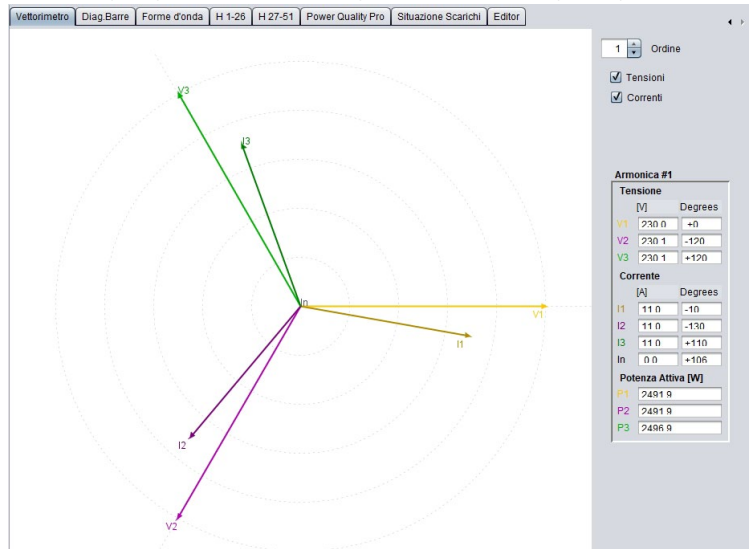 Vettorimetro Diag.Barre Forme d'onda H 1-26 H 27-51 Power Quality Pro Situazione Scarichi Editor
1 Ordine
Tensioni
Correnti
V3
I3
In
V1
I1
I2
V2
Armonica #1
Tensione
[V] Degrees
V1 230.0 +0
V2 230.1 -120
V3 230.1 +120
Corrente
[A] Degrees
I1 11.0 -10
I2 11.0 -130
I3 11.0 +110
In 0.0 +106
Potenza Attiva [W]
P1 2491.9
P2 2491.9
P3 2496.9